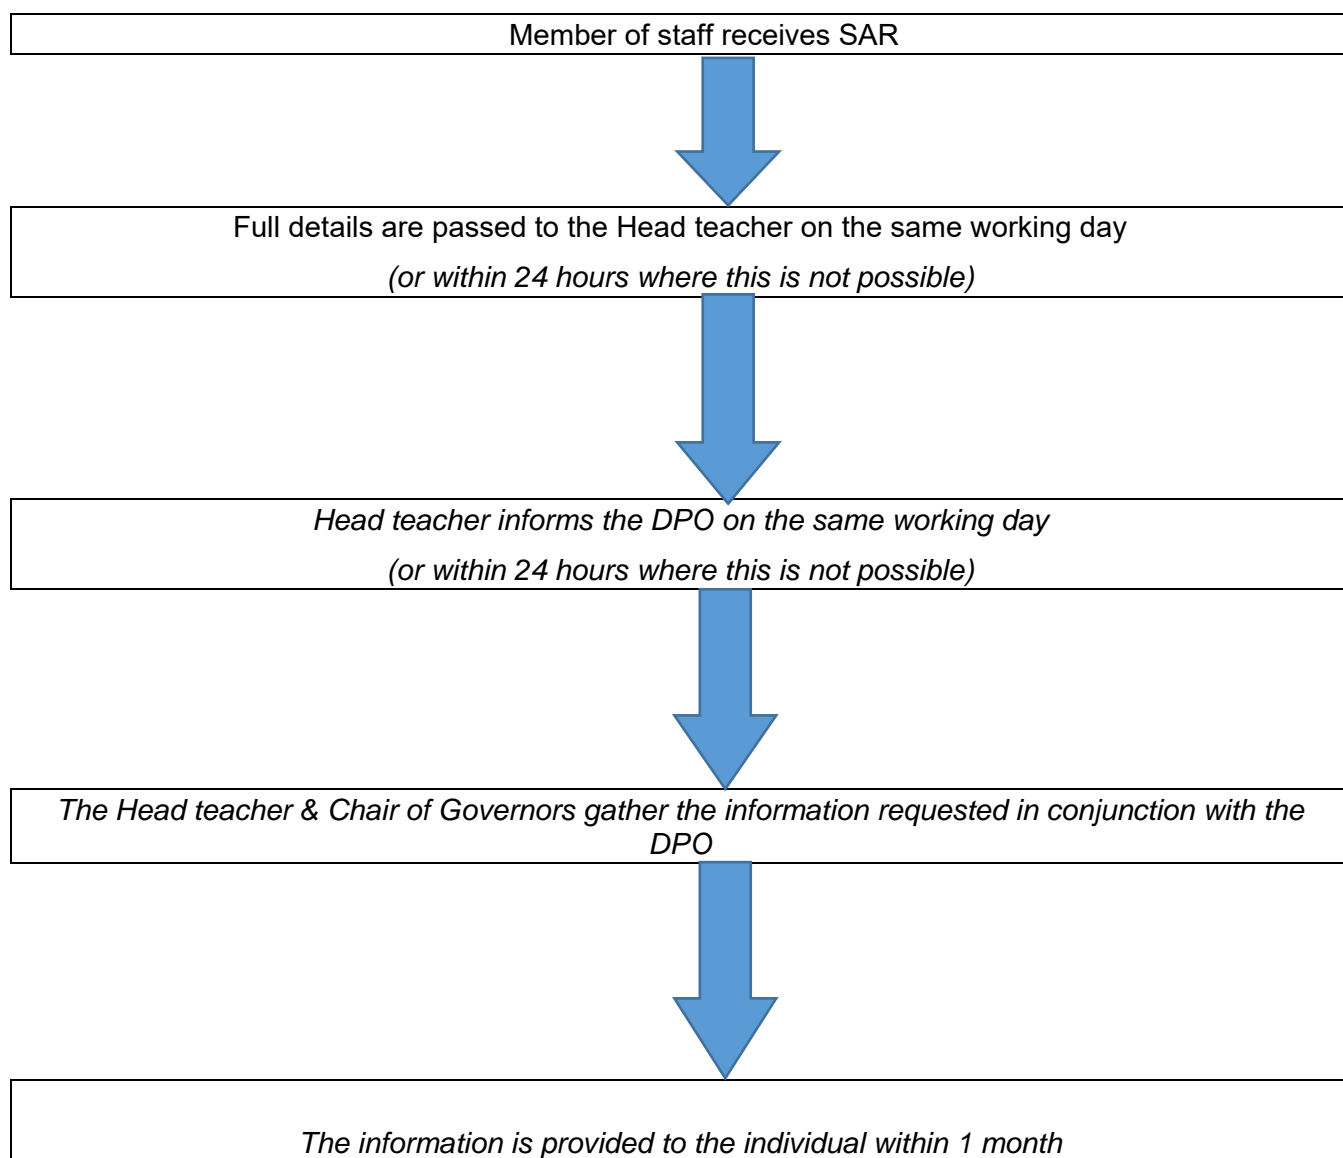 Member of staff receives SAR
Full details are passed to the Head teacher on the same working day
(or within 24 hours where this is not possible)
Head teacher informs the DPO on the same working day
(or within 24 hours where this is not possible)
The Head teacher & Chair of Governors gather the information requested in conjunction with the
DPO
The information is provided to the individual within 1 month